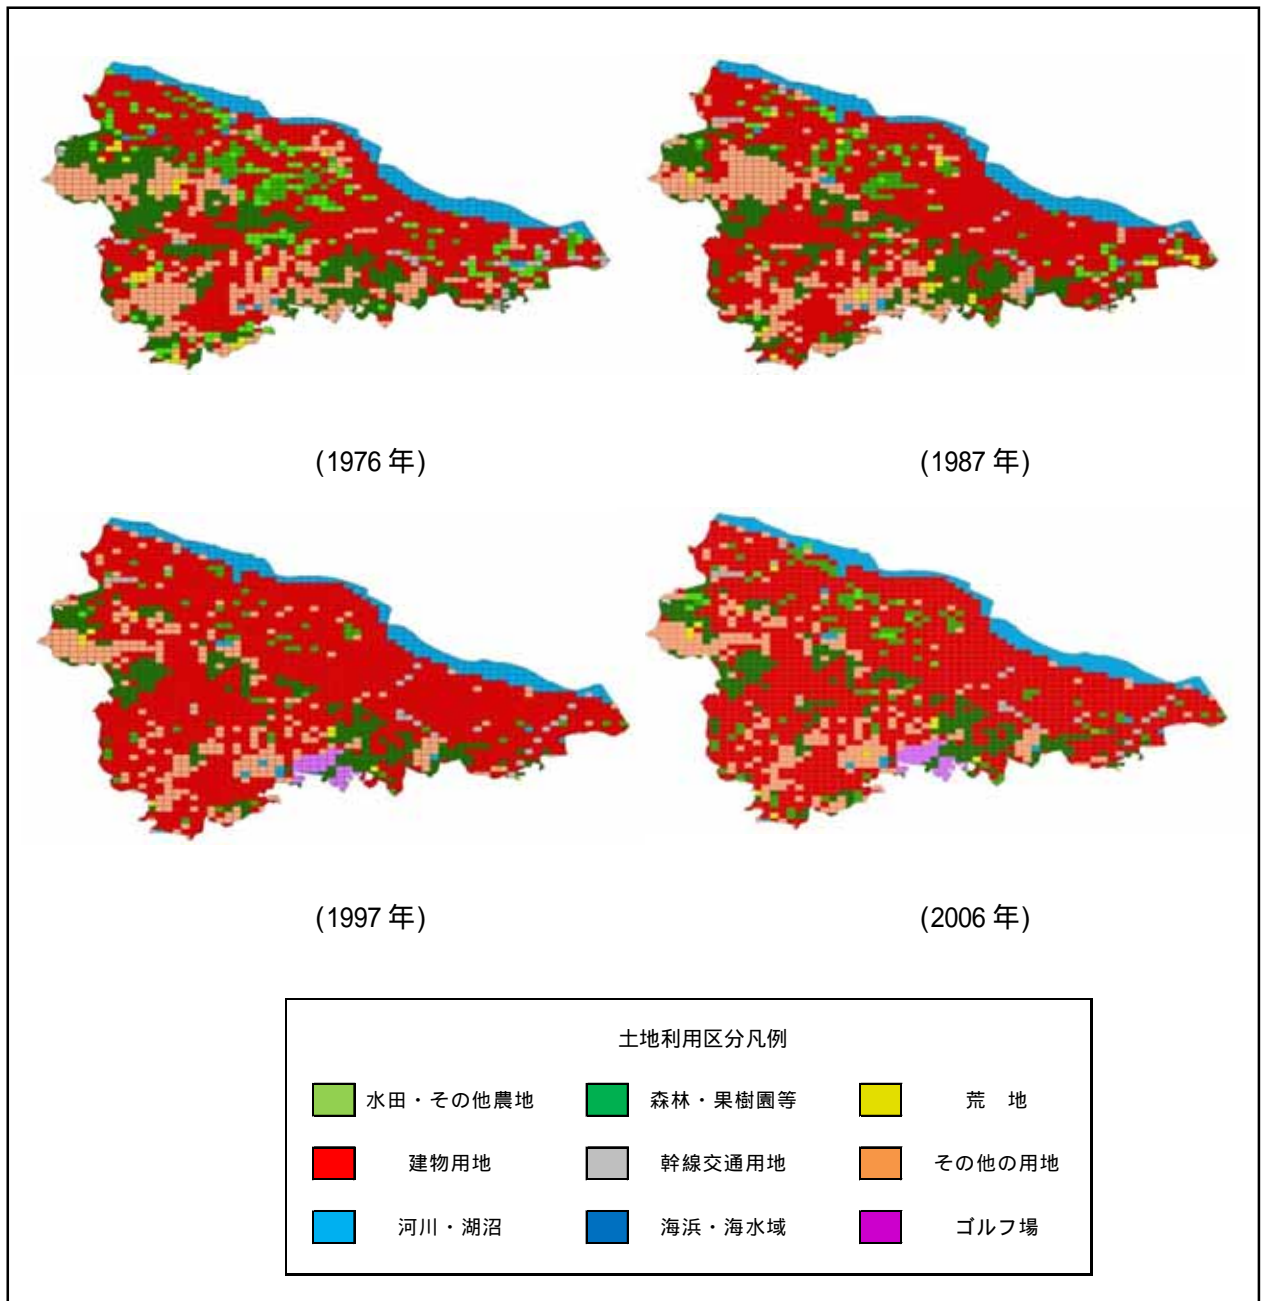 (1976 年)
(1987 年)
(1997 年)
(2006 年)
土地利用区分凡例
水田・その他農地
森林・果樹園等
荒　地
建物用地
幹線交通用地
その他の用地
河川・湖沼
海浜・海水域
ゴルフ場